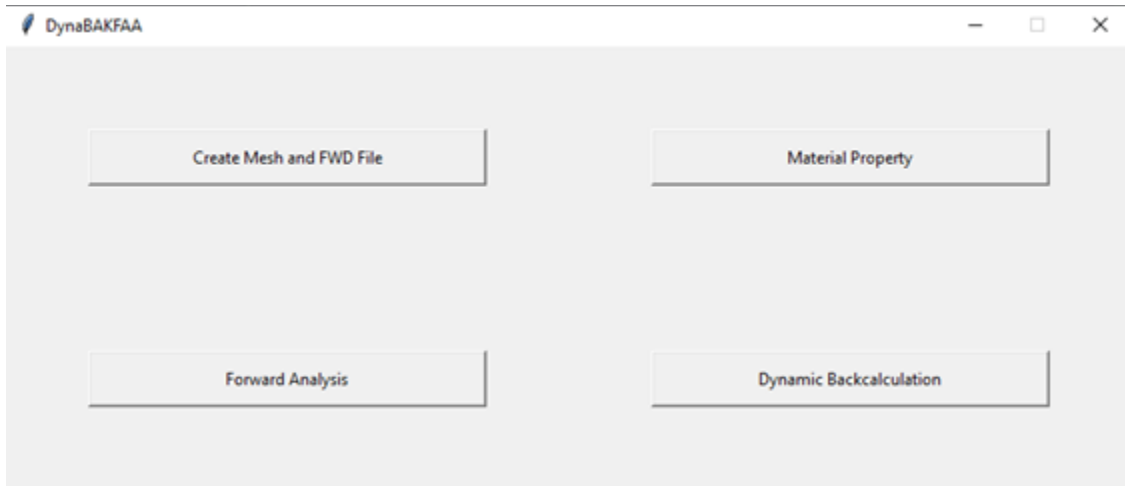 DynaBAKFAA
Create Mesh and FWD File
Material Property
Forward Analysis
Dynamic Backcalculation